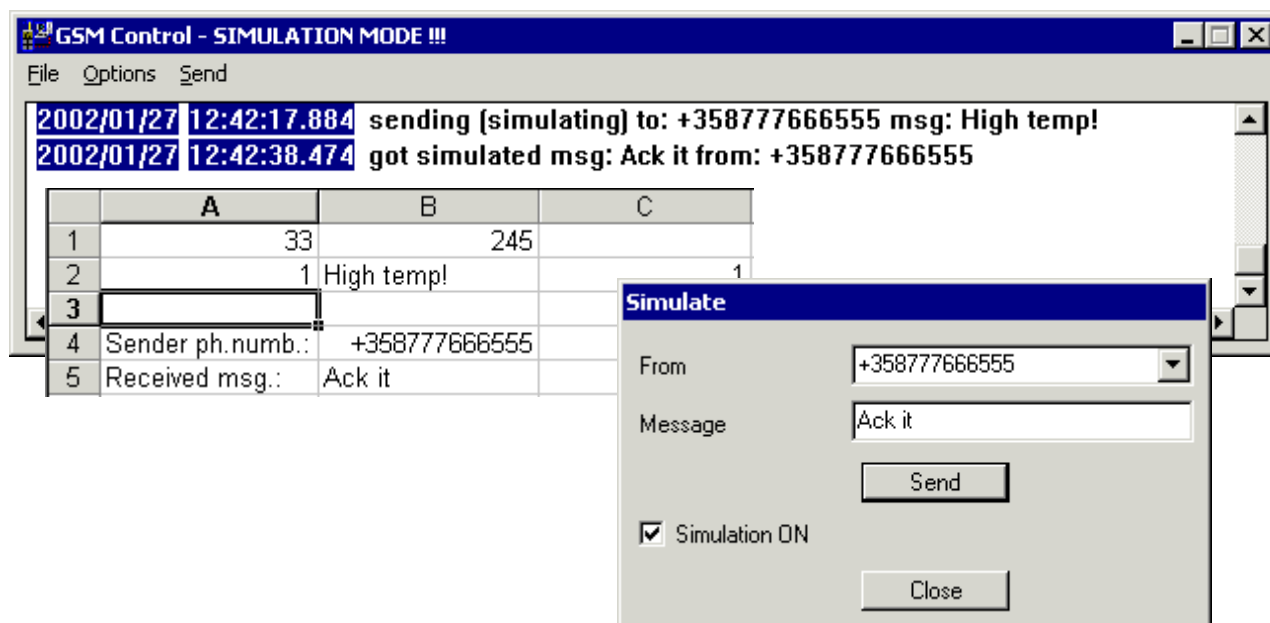 GSM Control - SIMULATION MODE !!!
File Options Send
2002/01/27 12:42:17.884 sending (simulating) to: +358777666555 msg: High temp!
2002/01/27 12:42:38.474 got simulated msg: Ack it from: +358777666555
A B C
1 33 245
2 1 High temp! 1
3
4 Sender ph.numb.: +358777666555
5 Received msg.: Ack it
Simulate
From +358777666555
Message Ack it
Send
Simulation ON
Close